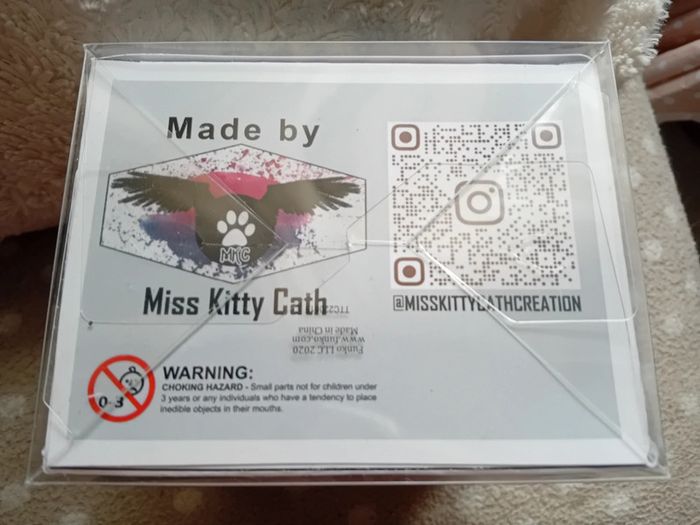 Made by
MKC
Miss Kitty Cath
@MISSKITTYCATHCREATION
Funko LLC 2020
www.funko.com
Made in China
WARNING:
CHOKING HAZARD - Small parts not for children under
3 years or any individuals who have a tendency to place
inedible objects in their mouths.
0-3